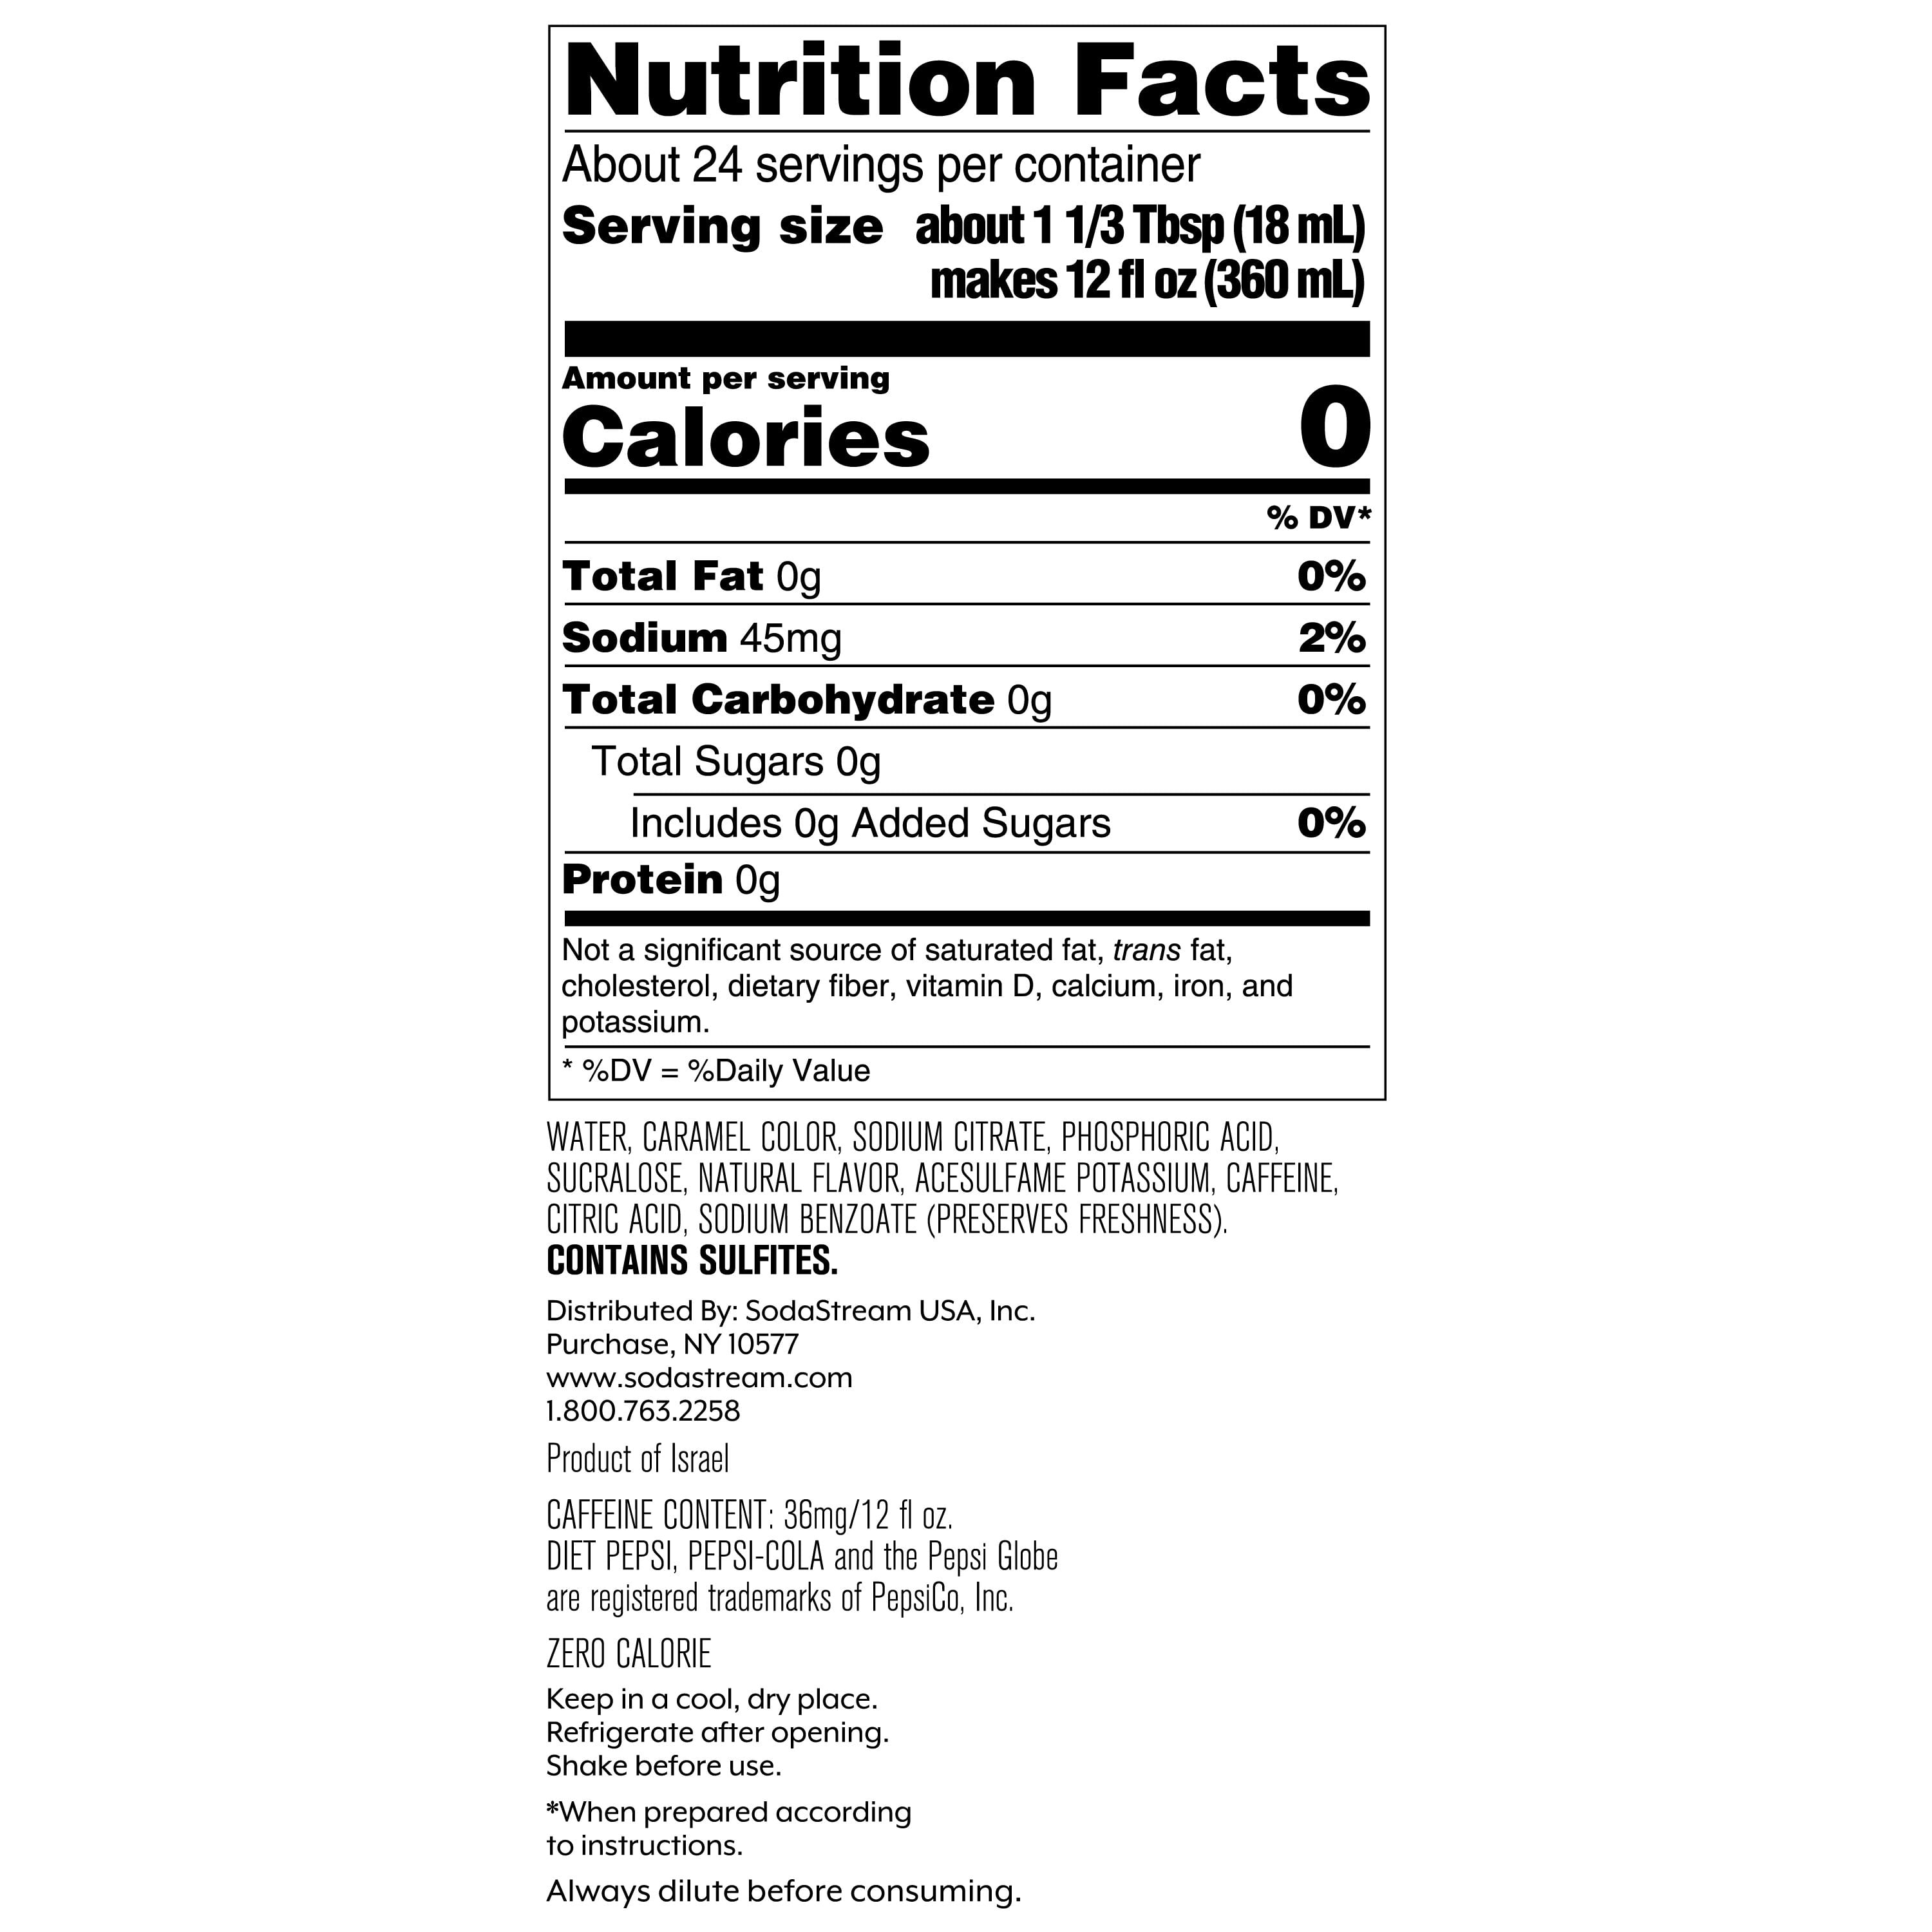 Nutrition Facts
About 24 servings per container
Serving size about 1 1/3 Tbsp (18 mL)
makes 12 fl oz (360 mL)
Amount per serving
Calories 0
% DV*
Total Fat 0g 0%
Sodium 45mg 2%
Total Carbohydrate 0g 0%
Total Sugars 0g
Includes 0g Added Sugars 0%
Protein 0g
Not a significant source of saturated fat, trans fat,
cholesterol, dietary fiber, vitamin D, calcium, iron, and
potassium.
* %DV = %Daily Value
WATER, CARAMEL COLOR, SODIUM CITRATE, PHOSPHORIC ACID,
SUCRALOSE, NATURAL FLAVOR, ACESULFAME POTASSIUM, CAFFEINE,
CITRIC ACID, SODIUM BENZOATE (PRESERVES FRESHNESS).
CONTAINS SULFITES.
Distributed By: SodaStream USA, Inc.
Purchase, NY 10577
www.sodastream.com
1.800.763.2258
Product of Israel
CAFFEINE CONTENT: 36mg/12 fl oz.
DIET PEPSI, PEPSI-COLA and the Pepsi Globe
are registered trademarks of PepsiCo, Inc.
ZERO CALORIE
Keep in a cool, dry place.
Refrigerate after opening.
Shake before use.
*When prepared according
to instructions.
Always dilute before consuming.